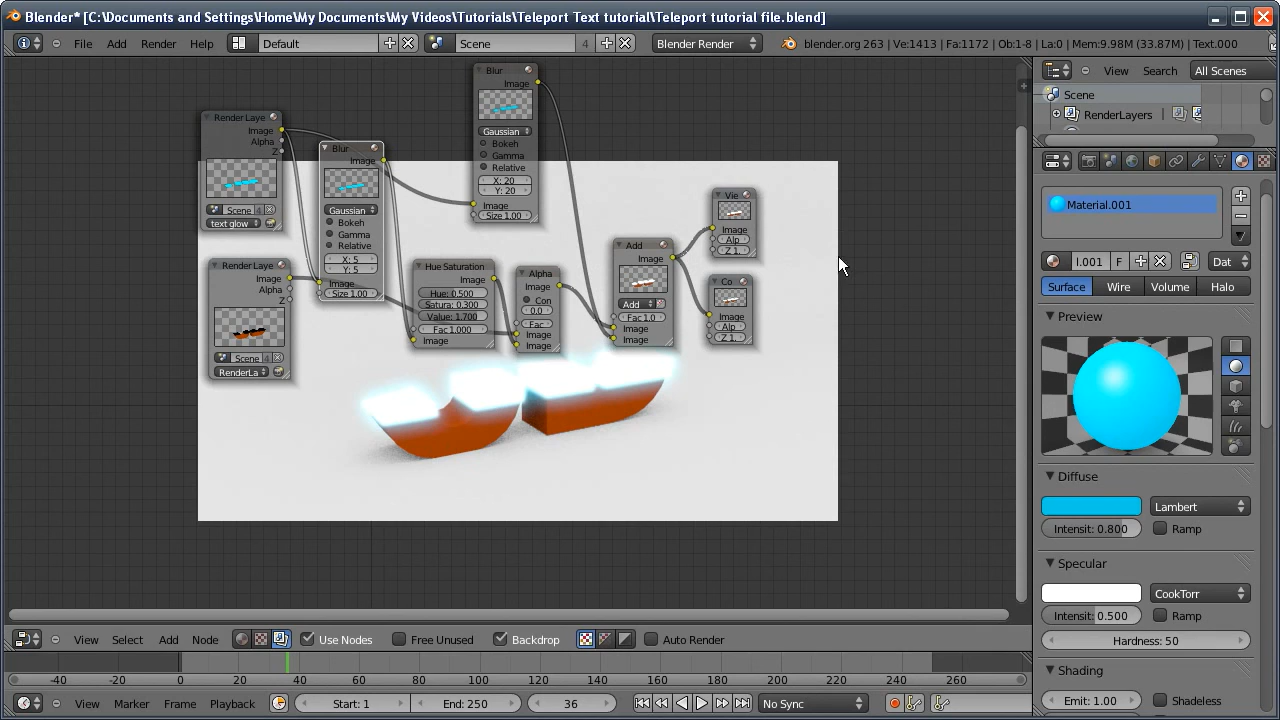 Blender* [C:\Documents and Settings\Home\My Documents\My Videos\Tutorials\Teleport Text tutorial\Teleport tutorial file.blend]
File Add Render Help Default Scene 4 Blender Render blender.org 263 | Ve:1413 | Fa:1172 | Ob:1-8 | La:0 | Mem:9.98M (33.87M) | Text.000
View Search All Scenes
Scene
RenderLayers
Render Laye
Image
Alpha
Z
Scene 4
text glow
Render Laye
Image
Alpha
Z
Scene 4
RenderLa
Blur
Image
Gaussian
Bokeh
Gamma
Relative
X: 5
Y: 5
Image
Size 1.00
Blur
Image
Gaussian
Bokeh
Gamma
Relative
X: 20
Y: 20
Image
Size 1.00
Hue Saturation
Image
Hue: 0.500
Satura: 0.300
Value: 1.700
Fac 1.000
Image
Alpha
Image
Con
0.0
Fac
Image
Image
Add
Image
Add
Fac 1.0
Image
Image
Vie
Image
Alp
Z 1.
Co
Image
Alp
Z 1.
Material.001
l.001 F Dat
Surface Wire Volume Halo
Preview
Diffuse
Lambert
Intensit: 0.800 Ramp
Specular
CookTorr
Intensit: 0.500 Ramp
Hardness: 50
Shading
Emit: 1.00 Shadeless
View Select Add Node Use Nodes Free Unused Backdrop Auto Render
-40 -20 0 20 40 60 80 100 120 140 160 180 200 220 240 260
View Marker Frame Playback Start: 1 End: 250 36 No Sync